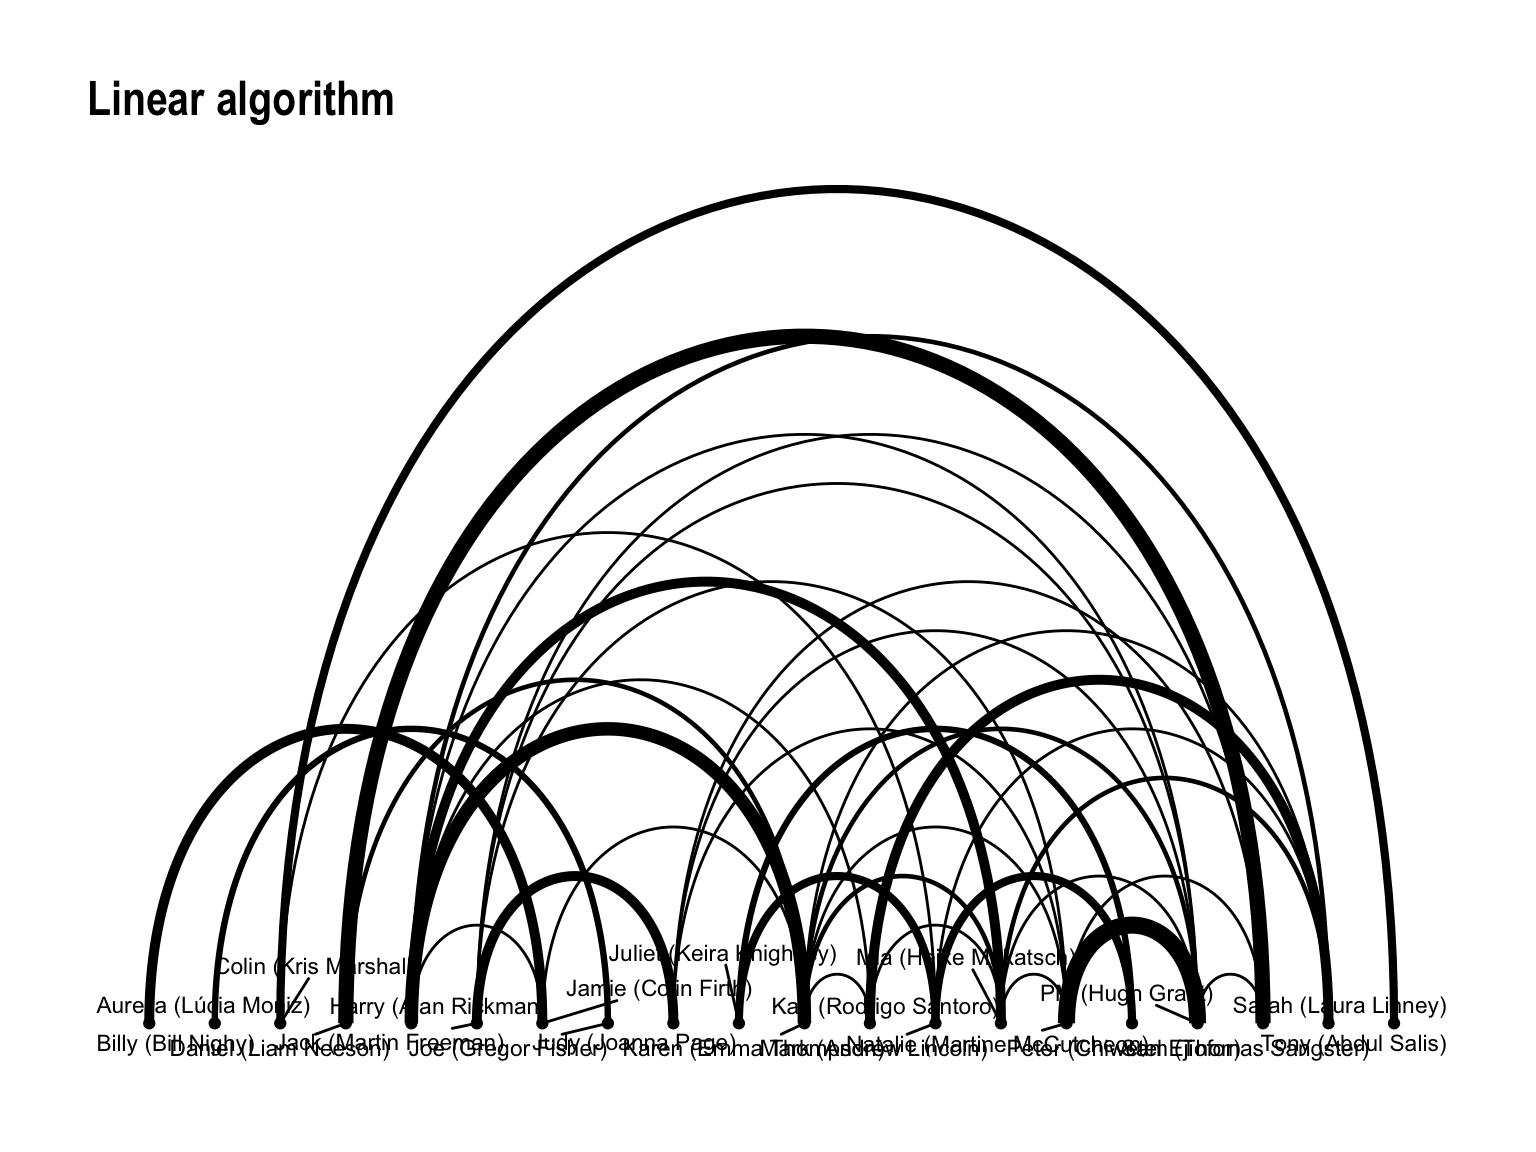 Linear algorithm
Juliet (Keira Knightley)
Mia (Heike Makatsch)
Colin (Kris Marshall)
Jamie (Colin Firth)
PM (Hugh Grant)
Aurelia (Lúcia Moniz)
Harry (Alan Rickman)
Karl (Rodrigo Santoro)
Sarah (Laura Linney)
Billy (Bill Nighy)
Daniel (Liam Neeson)
Jack (Martin Freeman)
Joe (Gregor Fisher)
Judy (Joanna Page)
Karen (Emma Thompson)
Mark (Andrew Lincoln)
Natalie (Martine McCutcheon)
Peter (Chiwetel Ejiofor)
Sam (Thomas Sangster)
Tony (Abdul Salis)